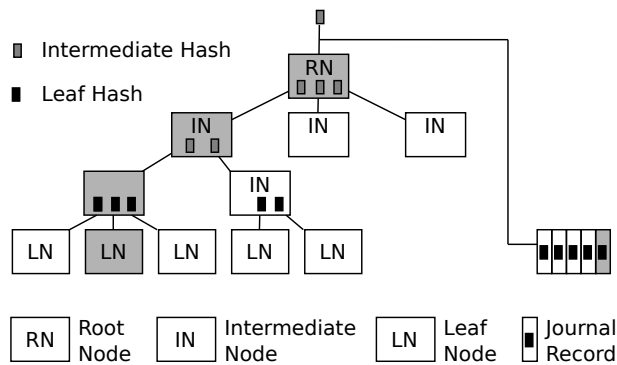 Intermediate Hash
Leaf Hash
RN
IN
IN
IN
IN
LN
LN
LN
LN
LN
RN
Root
Node
IN
Intermediate
Node
LN
Leaf
Node
Journal
Record